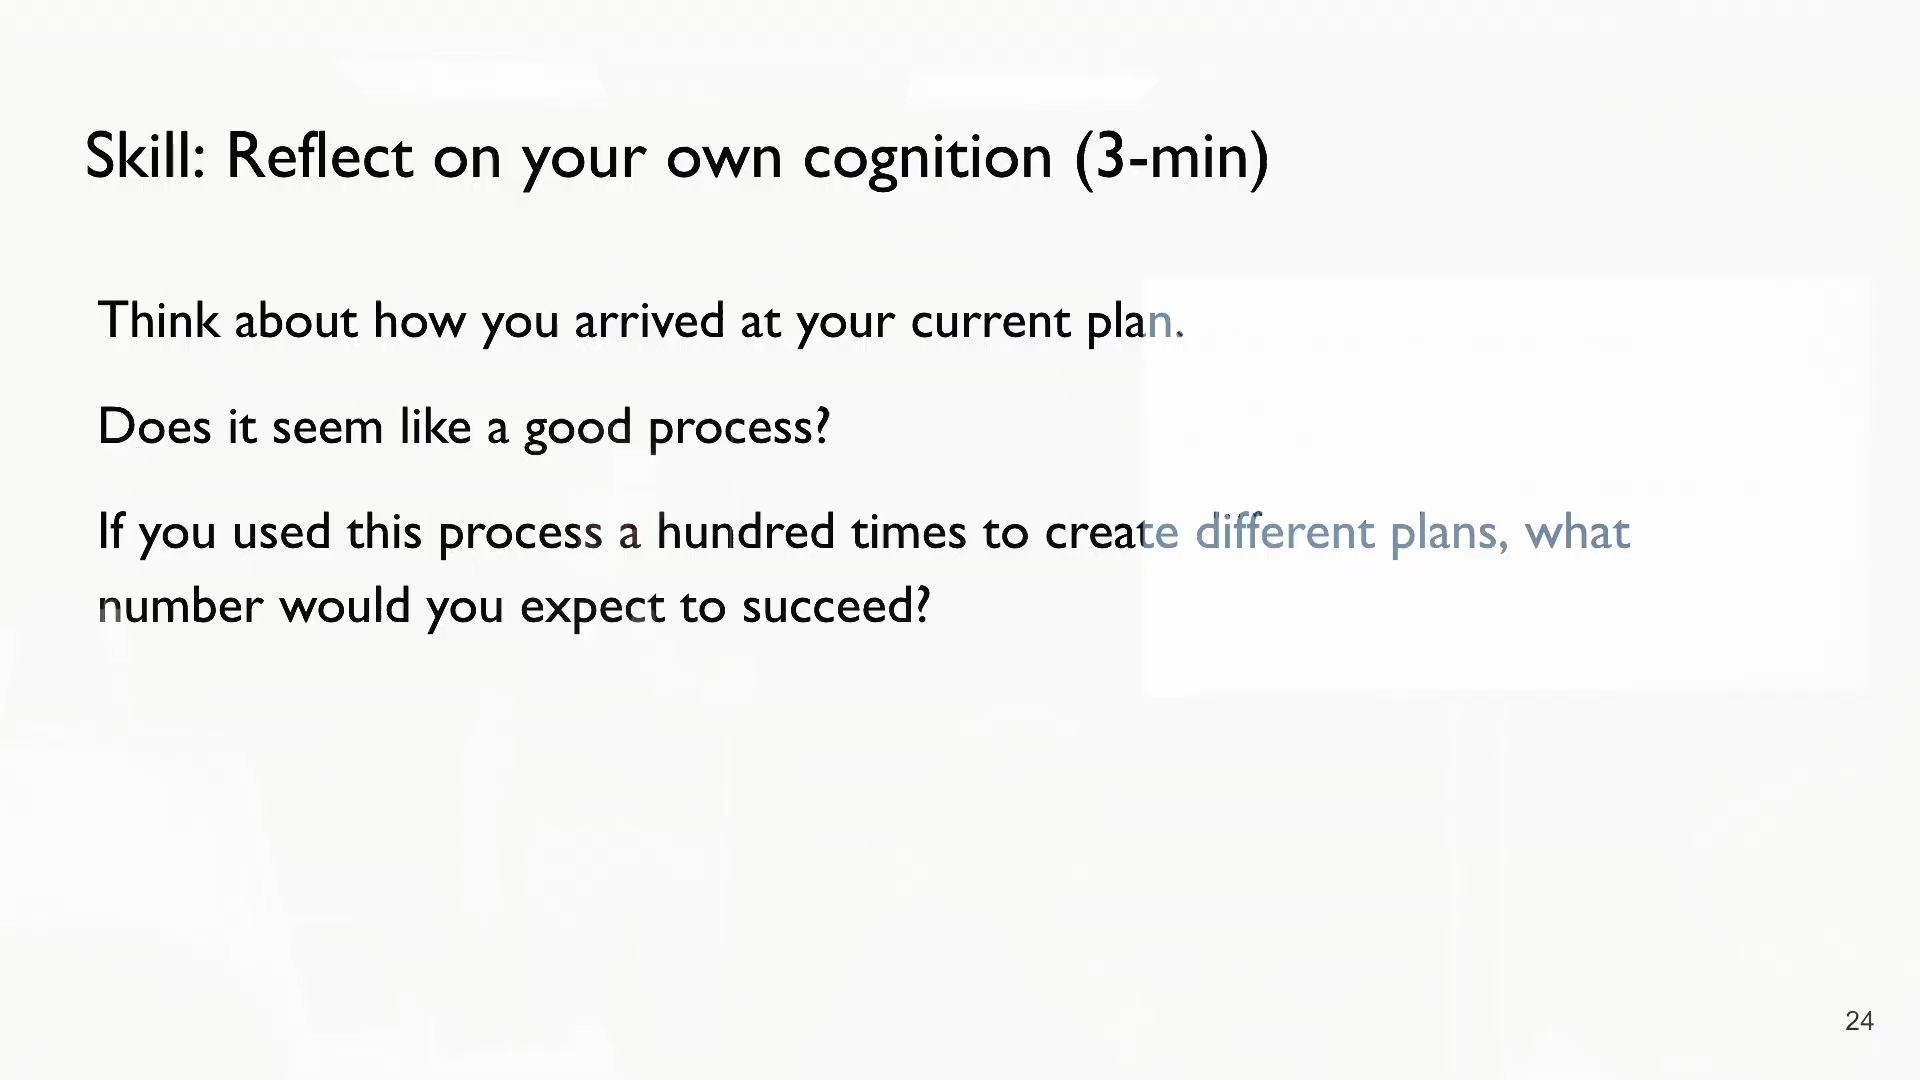 Skill: Reflect on your own cognition (3-min)
Think about how you arrived at your current plan.
Does it seem like a good process?
If you used this process a hundred times to create different plans, what
number would you expect to succeed?
24